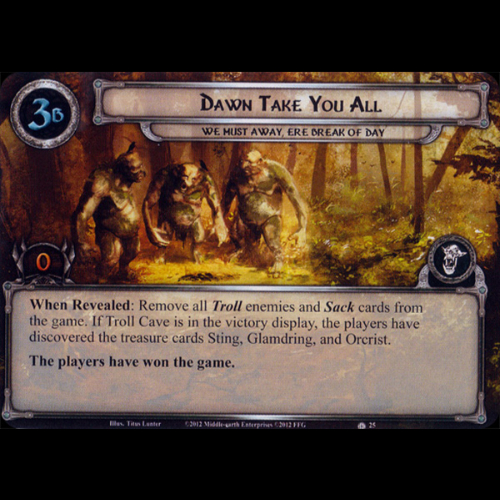 3B
DAWN TAKE YOU ALL
WE MUST AWAY, ERE BREAK OF DAY
0
When Revealed: Remove all Troll enemies and Sack cards from
the game. If Troll Cave is in the victory display, the players have
discovered the treasure cards Sting, Glamdring, and Orcrist.
The players have won the game.
Illus. Titus Lunter ©2012 Middle-earth Enterprises ©2012 FFG 25